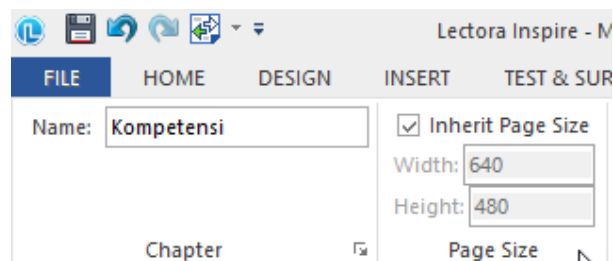 Lectora Inspire - M
FILE HOME DESIGN INSERT TEST & SUR
Name: Kompetensi
Inherit Page Size
Width: 640
Height: 480
Chapter
Page Size